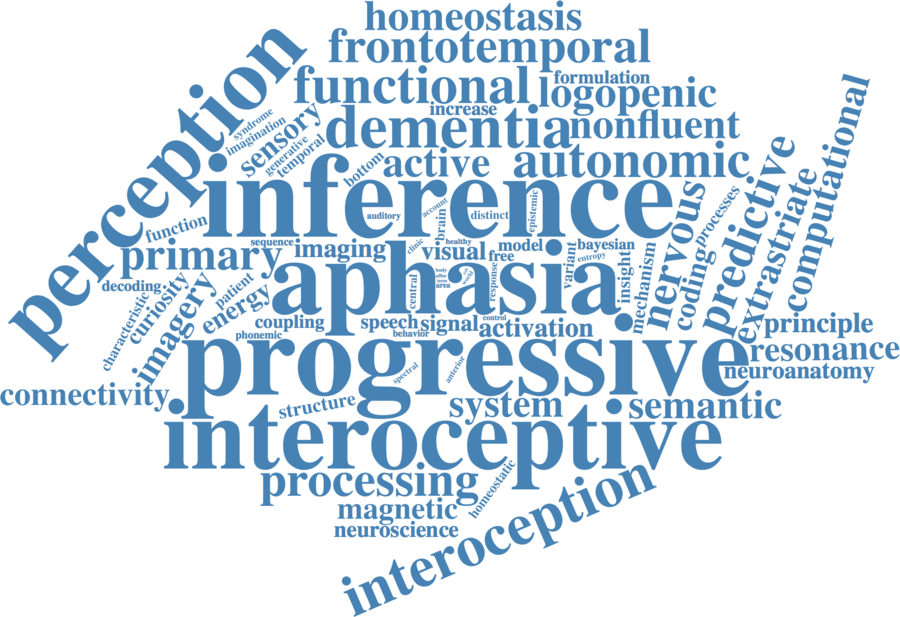 homeostasis
frontotemporal
perception
functional
formulation
logopenic
increase
syndrome
imagination
sensory
generative
temporal
dementia
nonfluent
bottom
active
autonomic
computational
inference
auditory
account
brain
distinct
epistemic
nervous
processes
predictive
extrastriate
function
primary
sequence
imaging
clinic
healthy
visual
free
model
bayesian
entropy
variant
insight
mechanism
coding
decoding
characteristic
curiosity
imagery
patient
energy
aphasia
central
body
area
world
response
coupling
phonemic
speech
signal
control
behavior
activation
principle
resonance
neuroanatomy
progressive
spectral
anterior
connectivity
structure
system
semantic
interoceptive
processing
homeostatic
magnetic
neuroscience
interoception